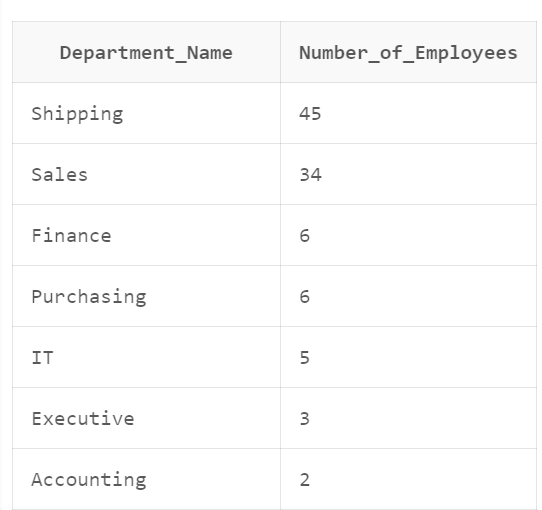 Department_Name Number_of_Employees
Shipping 45
Sales 34
Finance 6
Purchasing 6
IT 5
Executive 3
Accounting 2